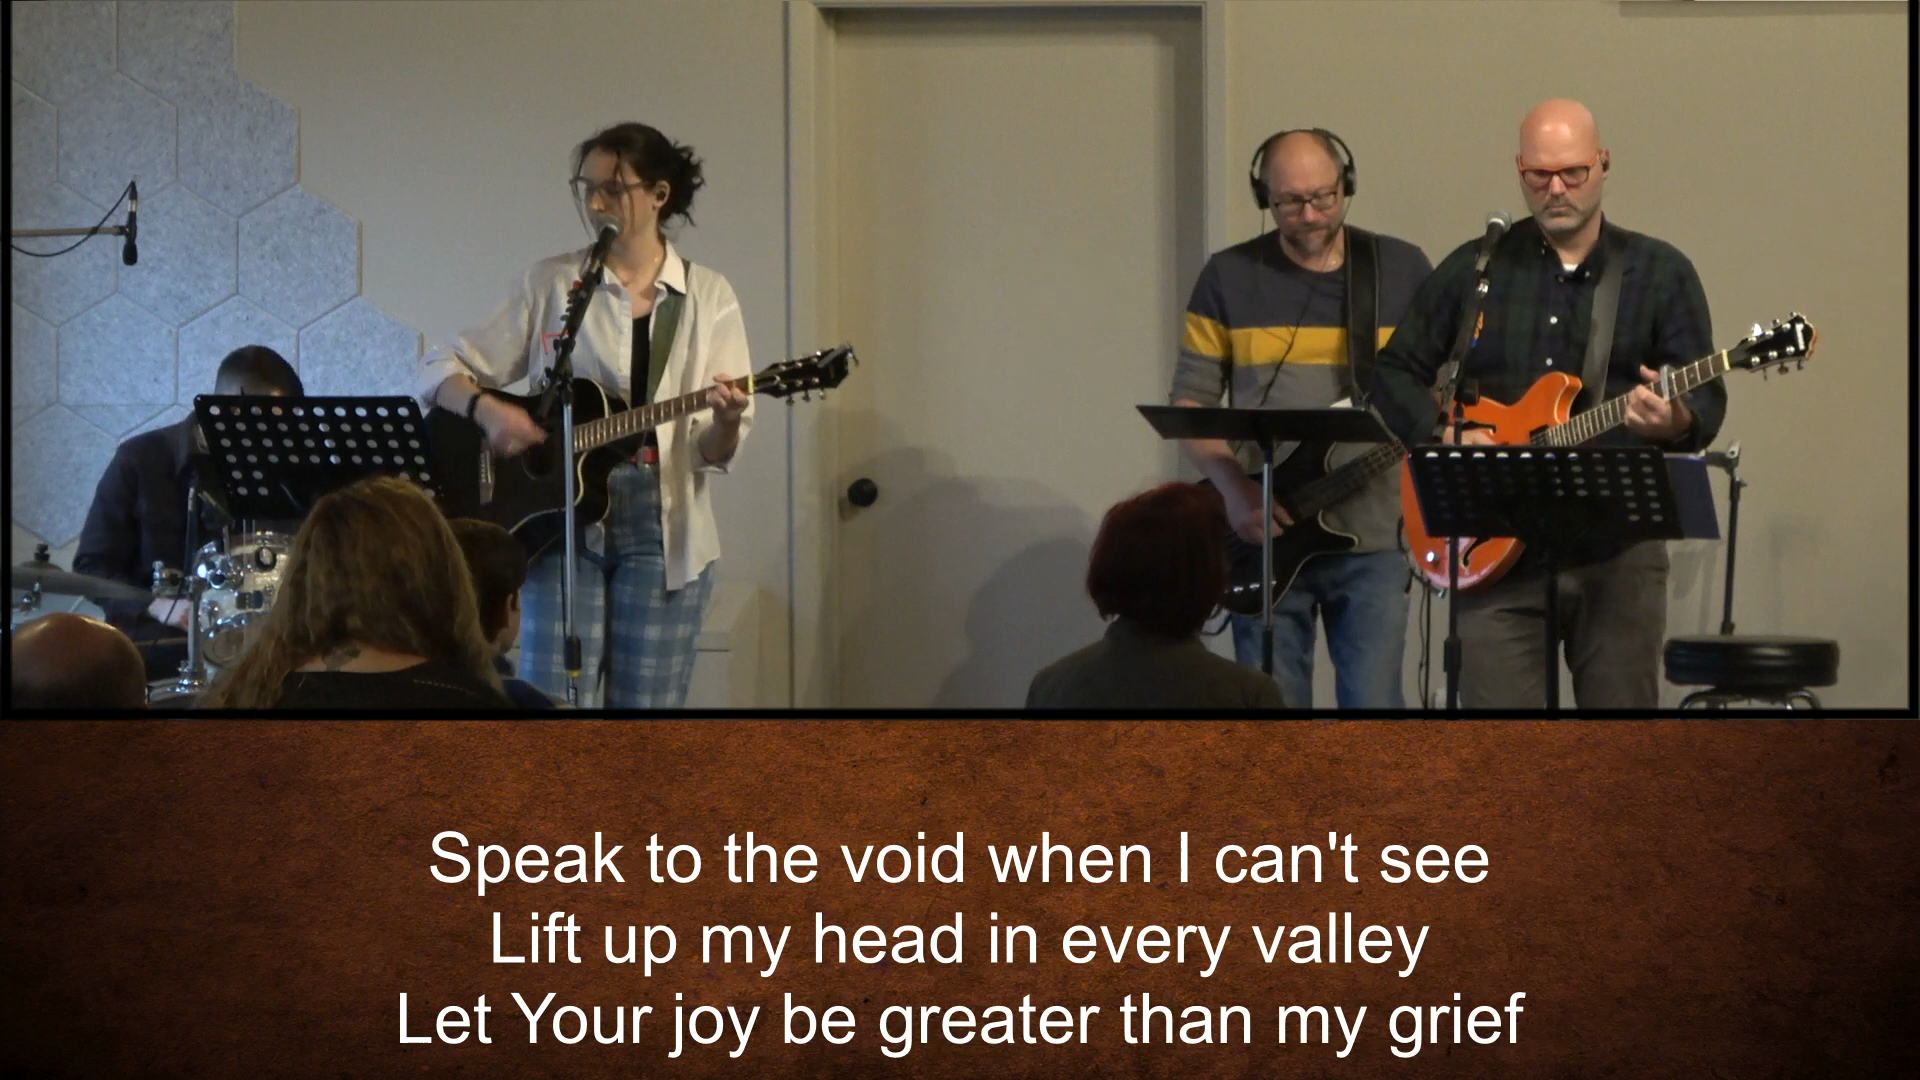 Speak to the void when I can't see
Lift up my head in every valley
Let Your joy be greater than my grief